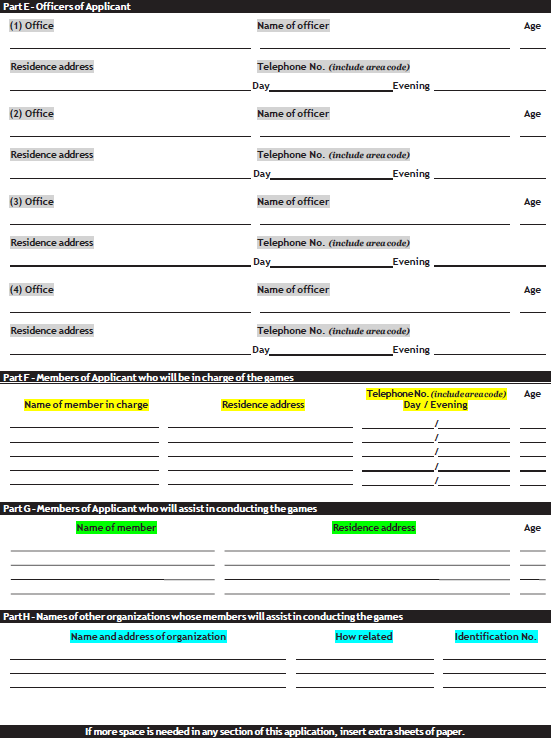 Part E - Officers of Applicant
(1) Office Name of officer Age
Residence address Telephone No. (include area code)
Day Evening
(2) Office Name of officer Age
Residence address Telephone No. (include area code)
Day Evening
(3) Office Name of officer Age
Residence address Telephone No. (include area code)
Day Evening
(4) Office Name of officer Age
Residence address Telephone No. (include area code)
Day Evening
Part F - Members of Applicant who will be in charge of the games
Telephone No. (include area code) Age
Name of member in charge Residence address Day / Evening
/
/
/
/
/
Part G - Members of Applicant who will assist in conducting the games
Name of member Residence address Age
Part H - Names of other organizations whose members will assist in conducting the games
Name and address of organization How related Identification No.
If more space is needed in any section of this application, insert extra sheets of paper.